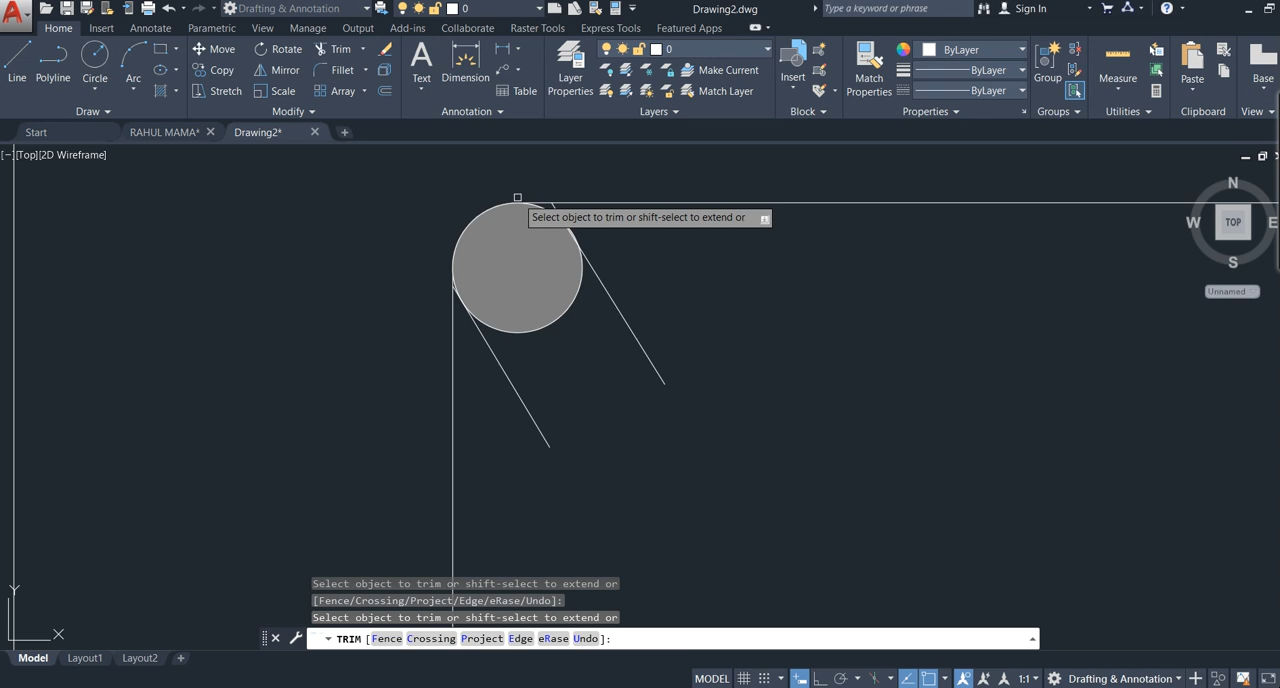 Drafting & Annotation
0
Drawing2.dwg
Type a keyword or phrase
Sign In
Home
Insert
Annotate
Parametric
View
Manage
Output
Add-ins
Collaborate
Raster Tools
Express Tools
Featured Apps
Line
Polyline
Circle
Arc
Draw
Move
Rotate
Trim
Copy
Mirror
Fillet
Stretch
Scale
Array
Modify
Text
Dimension
Table
Annotation
Layer
Properties
0
Make Current
Match Layer
Layers
Insert
Block
Match
Properties
ByLayer
ByLayer
ByLayer
Properties
Group
Groups
Measure
Utilities
Paste
Clipboard
Base
View
Start
RAHUL MAMA*
Drawing2*
[−][Top][2D Wireframe]
N
W
TOP
E
S
Unnamed
Select object to trim or shift-select to extend or
Y
X
Select object to trim or shift-select to extend or
[Fence/Crossing/Project/Edge/eRase/Undo]:
Select object to trim or shift-select to extend or
TRIM [Fence Crossing Project Edge eRase Undo]:
Model
Layout1
Layout2
MODEL
1:1
Drafting & Annotation